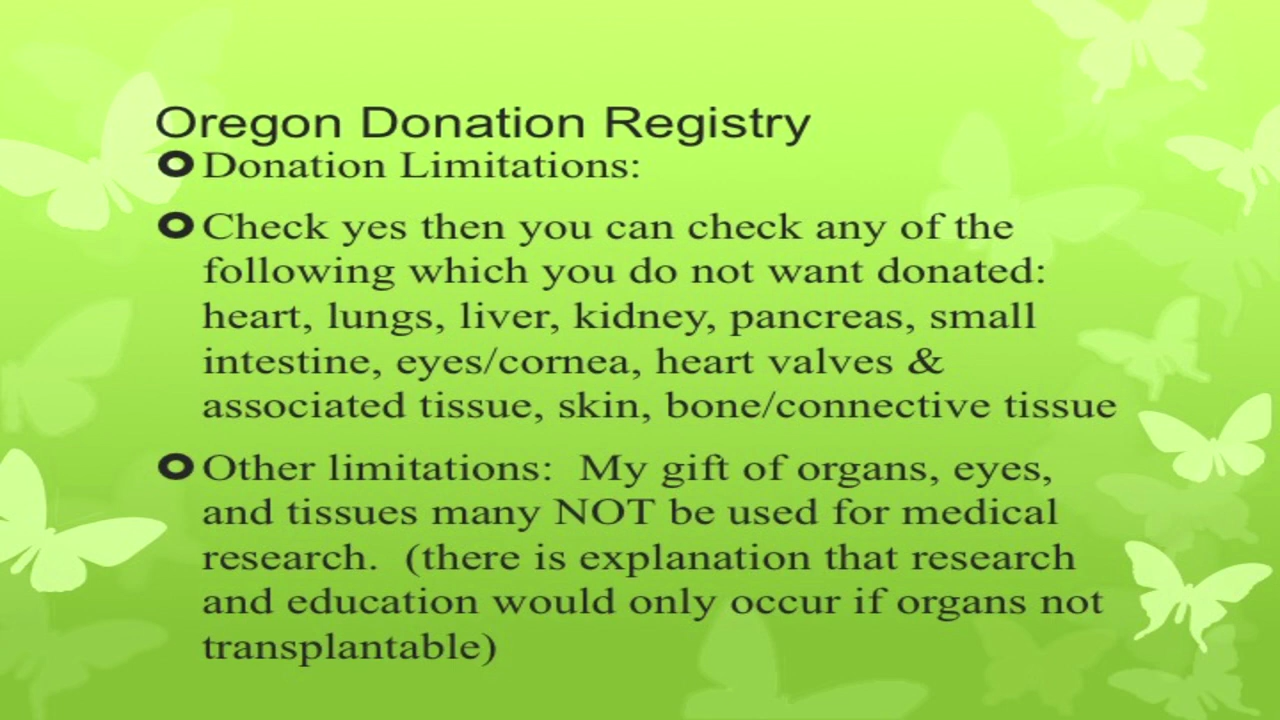 Oregon Donation Registry
Donation Limitations:
Check yes then you can check any of the
following which you do not want donated:
heart, lungs, liver, kidney, pancreas, small
intestine, eyes/cornea, heart valves &
associated tissue, skin, bone/connective tissue
Other limitations:  My gift of organs, eyes,
and tissues many NOT be used for medical
research.  (there is explanation that research
and education would only occur if organs not
transplantable)